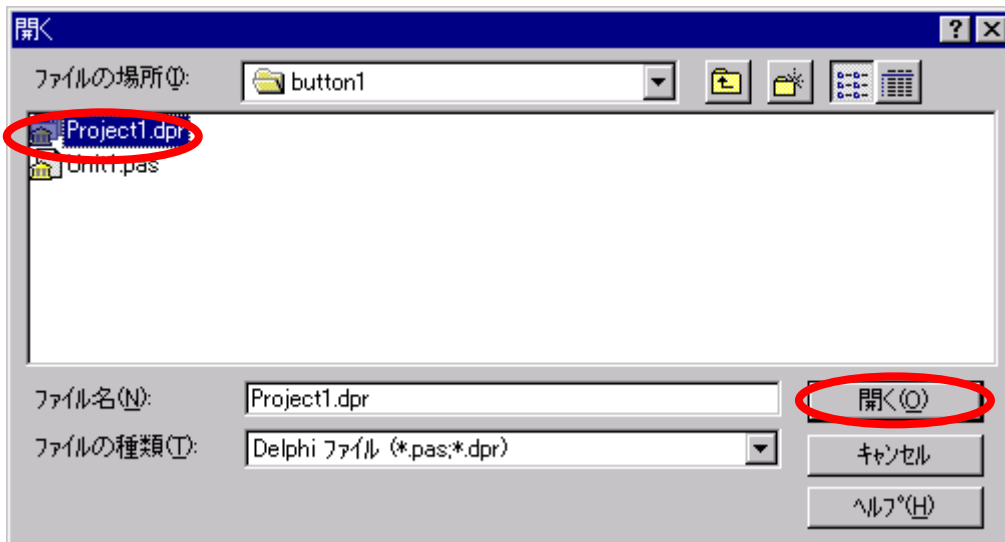 開く
ファイルの場所(I):
button1
Project1.dpr
Unit1.pas
ファイル名(N):
Project1.dpr
開く(O)
ファイルの種類(T):
Delphi ファイル (*.pas;*.dpr)
キャンセル
ヘルプ(H)